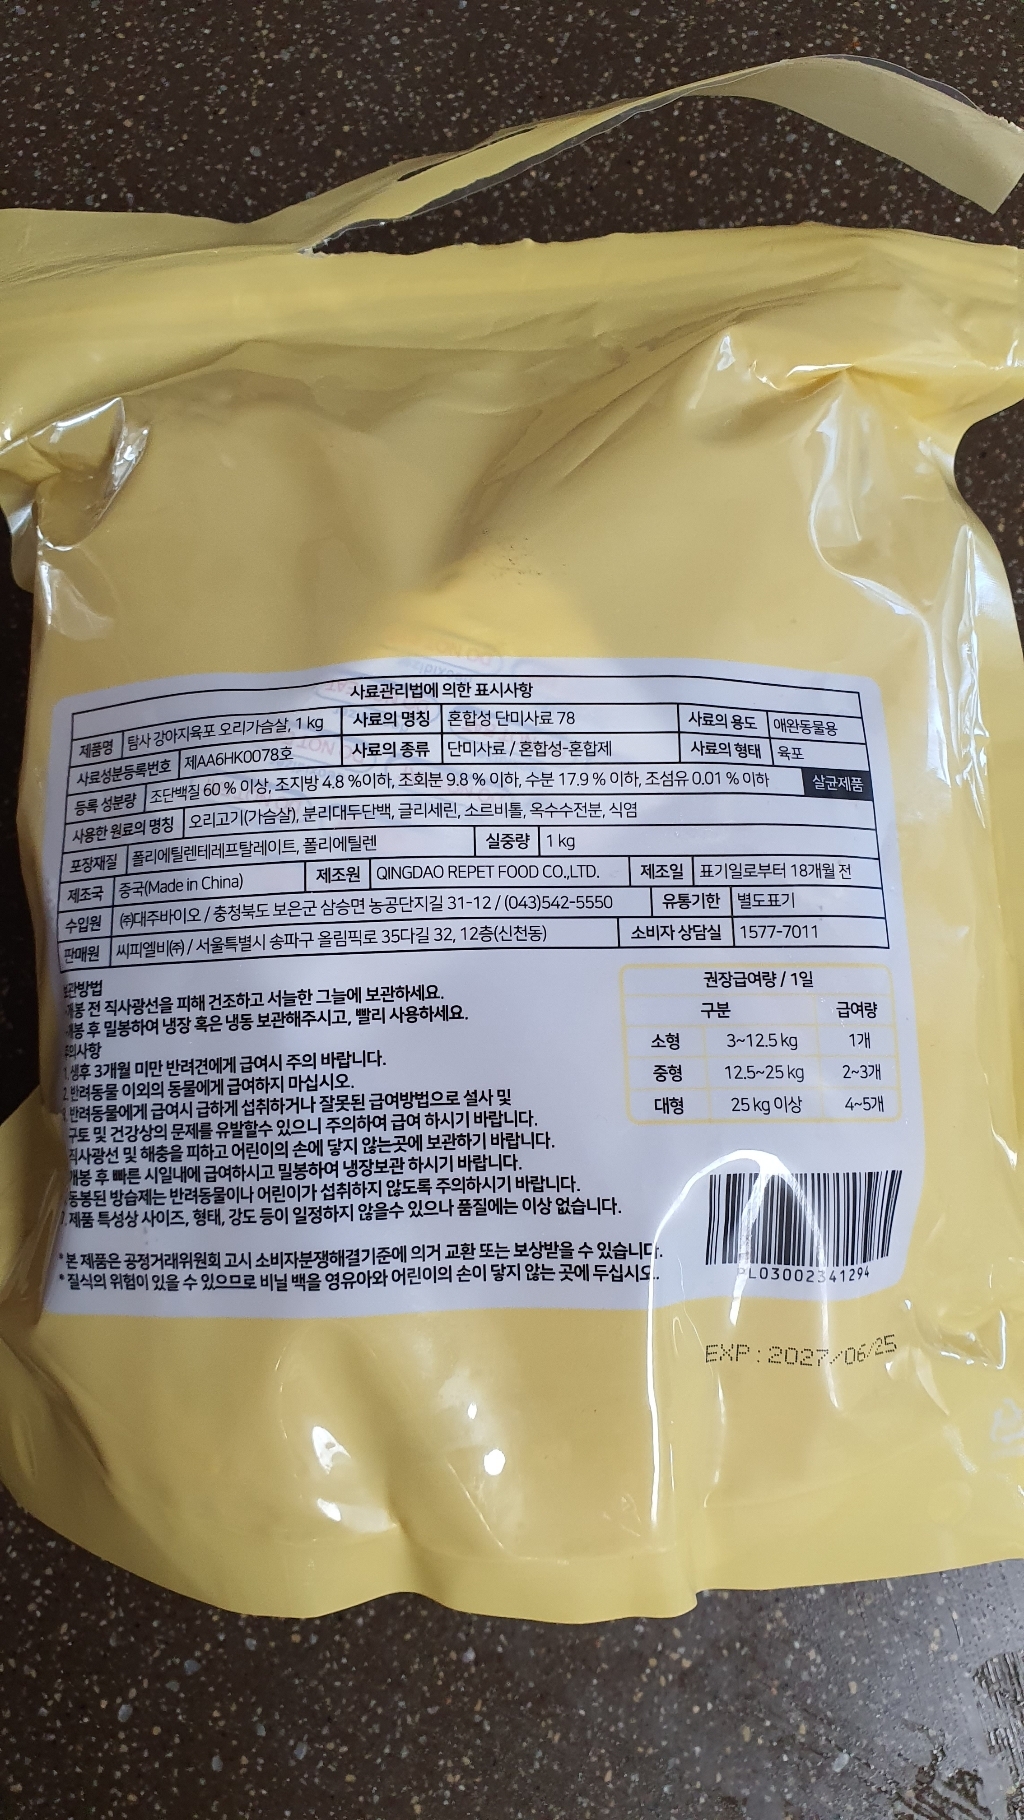 사료관리법에 의한 표시사항
제품명 탐사 강아지육포 오리가슴살, 1 kg 사료의 명칭 혼합성 단미사료 78 사료의 용도 애완동물용
사료성분등록번호 제AA6HK0078호 사료의 종류 단미사료 / 혼합성-혼합제 사료의 형태 육포
등록 성분량 조단백질 60 % 이상, 조지방 4.8 %이하, 조회분 9.8 % 이하, 수분 17.9 % 이하, 조섬유 0.01 % 이하 살균제품
사용한 원료의 명칭 오리고기(가슴살), 분리대두단백, 글리세린, 소르비톨, 옥수수전분, 식염
포장재질 폴리에틸렌테레프탈레이트, 폴리에틸렌 실중량 1 kg
제조국 중국(Made in China) 제조원 QINGDAO REPET FOOD CO.,LTD. 제조일 표기일로부터 18개월 전
수입원 ㈜대주바이오 / 충청북도 보은군 삼승면 농공단지길 31-12 / (043)542-5550 유통기한 별도표기
판매원 씨피엘비㈜ / 서울특별시 송파구 올림픽로 35다길 32, 12층(신천동) 소비자 상담실 1577-7011
보관방법
-개봉 전 직사광선을 피해 건조하고 서늘한 그늘에 보관하세요.
-개봉 후 밀봉하여 냉장 혹은 냉동 보관해주시고, 빨리 사용하세요.
주의사항
1. 생후 3개월 미만 반려견에게 급여시 주의 바랍니다.
2. 반려동물 이외의 동물에게 급여하지 마십시오.
3. 반려동물에게 급여시 급하게 섭취하거나 잘못된 급여방법으로 설사 및
구토 및 건강상의 문제를 유발할수 있으니 주의하여 급여 하시기 바랍니다.
직사광선 및 해충을 피하고 어린이의 손에 닿지 않는곳에 보관하기 바랍니다.
개봉 후 빠른 시일내에 급여하시고 밀봉하여 냉장보관 하시기 바랍니다.
동봉된 방습제는 반려동물이나 어린이가 섭취하지 않도록 주의하시기 바랍니다.
7. 제품 특성상 사이즈, 형태, 강도 등이 일정하지 않을수 있으나 품질에는 이상 없습니다.
* 본 제품은 공정거래위원회 고시 소비자분쟁해결기준에 의거 교환 또는 보상받을 수 있습니다.
* 질식의 위험이 있을 수 있으므로 비닐 백을 영유아와 어린이의 손이 닿지 않는 곳에 두십시오.
권장급여량 / 1일
구분 급여량
소형 3~12.5 kg 1개
중형 12.5~25 kg 2~3개
대형 25 kg 이상 4~5개
PL03002341294
EXP : 2027/06/25